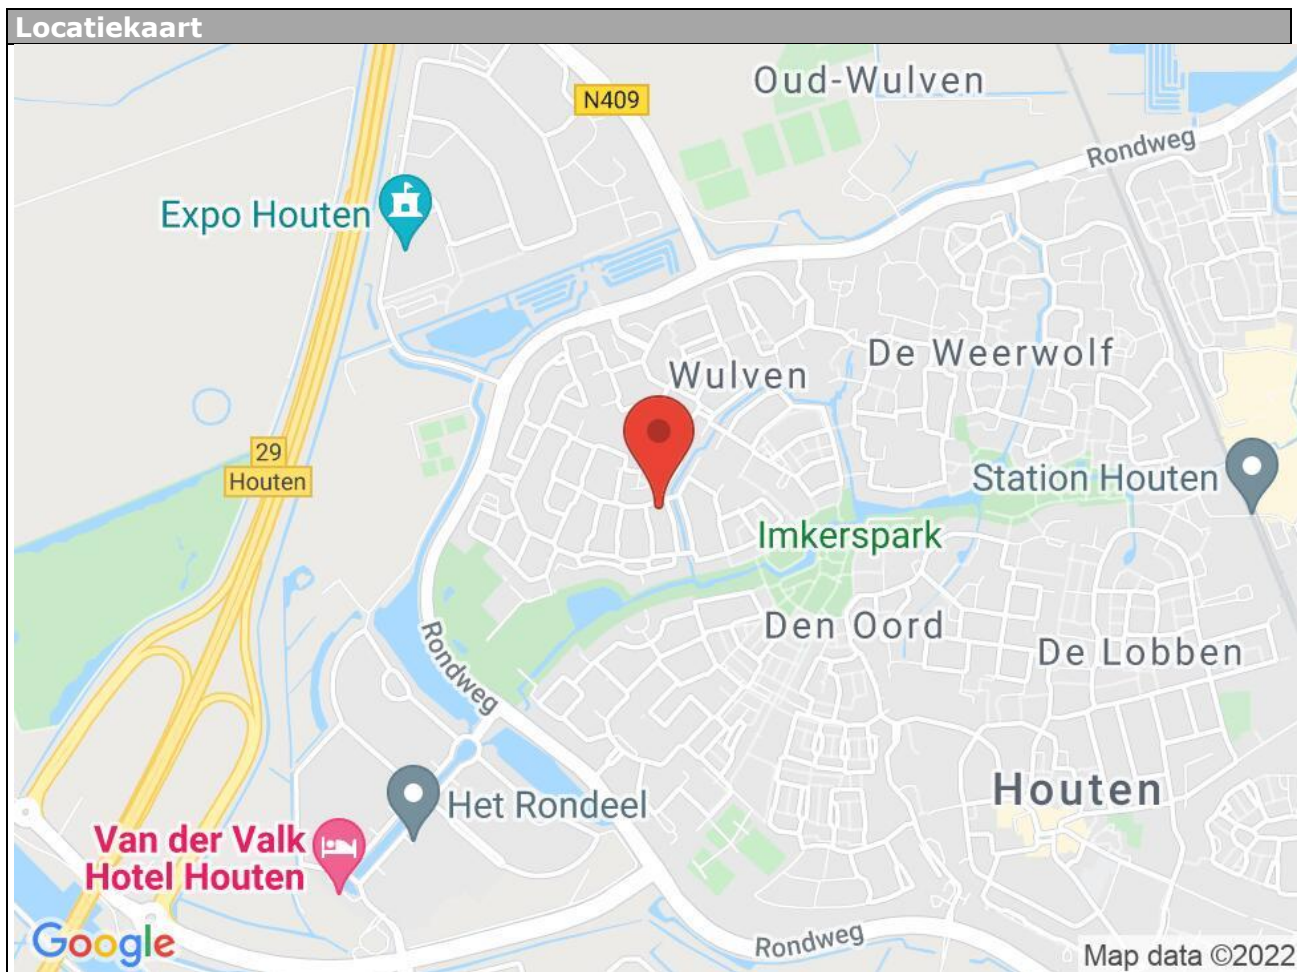 Locatiekaart
Oud-Wulven
N409
Rondweg
Expo Houten
De Weerwolf
Wulven
29
Houten
Station Houten
Imkerspark
Den Oord
De Lobben
Rondweg
Houten
Het Rondeel
Van der Valk
Hotel Houten
Rondweg
Google
Map data ©2022